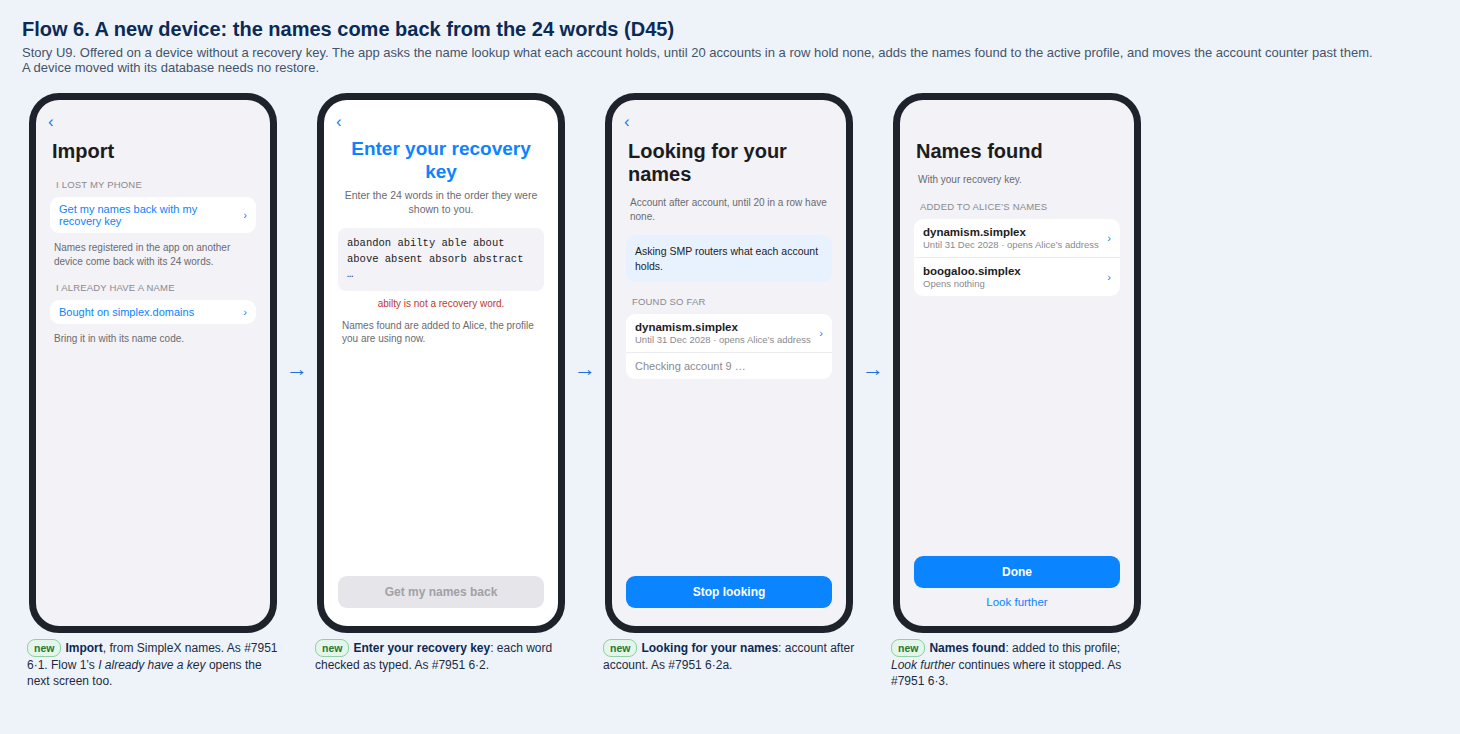 Flow 6. A new device: the names come back from the 24 words (D45)
Story U9. Offered on a device without a recovery key. The app asks the name lookup what each account holds, until 20 accounts in a row hold none, adds the names found to the active profile, and moves the account counter past them.
A device moved with its database needs no restore.
‹
Import
I LOST MY PHONE
Get my names back with my
recovery key ›
Names registered in the app on another
device come back with its 24 words.
I ALREADY HAVE A NAME
Bought on simplex.domains ›
Bring it in with its name code.
→
‹
Enter your recovery
key
Enter the 24 words in the order they were
shown to you.
abandon abilty able about
above absent absorb abstract
…
abilty is not a recovery word.
Names found are added to Alice, the profile
you are using now.
Get my names back
→
‹
Looking for your
names
Account after account, until 20 in a row have
none.
Asking SMP routers what each account
holds.
FOUND SO FAR
dynamism.simplex
Until 31 Dec 2028 · opens Alice's address ›
Checking account 9 …
Stop looking
→
Names found
With your recovery key.
ADDED TO ALICE'S NAMES
dynamism.simplex
Until 31 Dec 2028 · opens Alice's address ›
boogaloo.simplex
Opens nothing ›
Done
Look further
new Import, from SimpleX names. As #7951
6·1. Flow 1's I already have a key opens the
next screen too.
new Enter your recovery key: each word
checked as typed. As #7951 6·2.
new Looking for your names: account after
account. As #7951 6·2a.
new Names found: added to this profile;
Look further continues where it stopped. As
#7951 6·3.